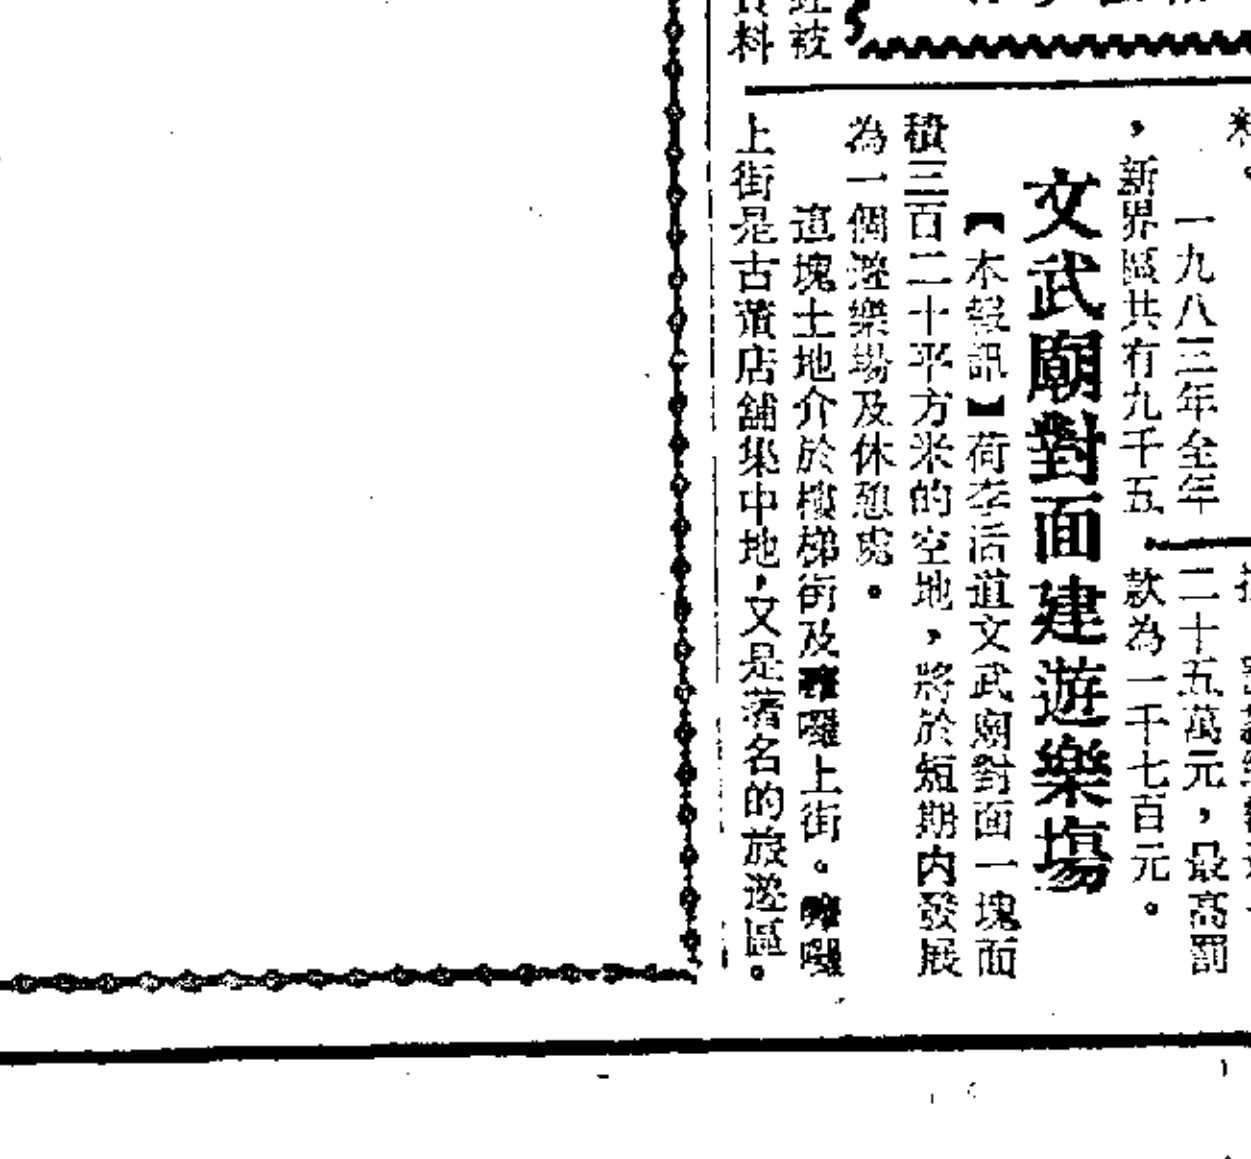 一九八三年全年
，新界區共有九千五
二十五萬元，最高罰
款為一千七百元。
文武廟對面建遊樂場
【本報訊】荷李活道文武廟對面一塊面
積三百二十平方米的空地，將於短期內發展
為一個遊樂場及休憩處。
這塊土地介於樓梯街及嚤囉上街。嚤囉
上街是古董店舖集中地，又是著名的旅遊區。
被
料